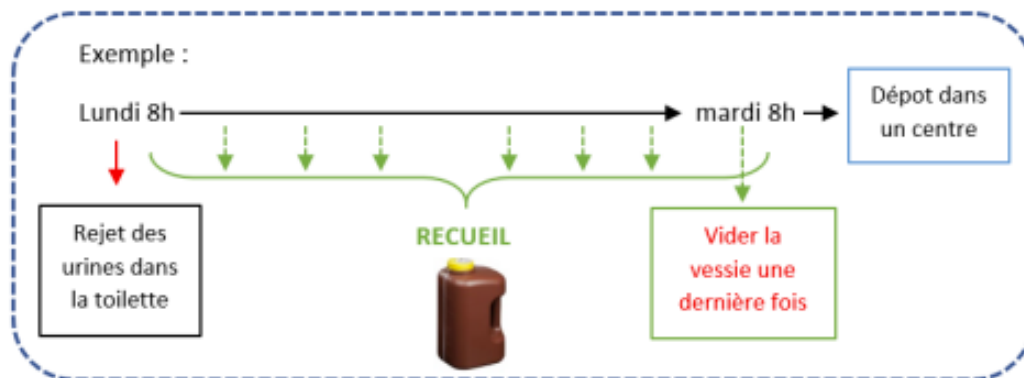 Exemple :
Lundi 8h
mardi 8h
Dépot dans
un centre
Rejet des
urines dans
la toilette
RECUEIL
Vider la
vessie une
dernière fois